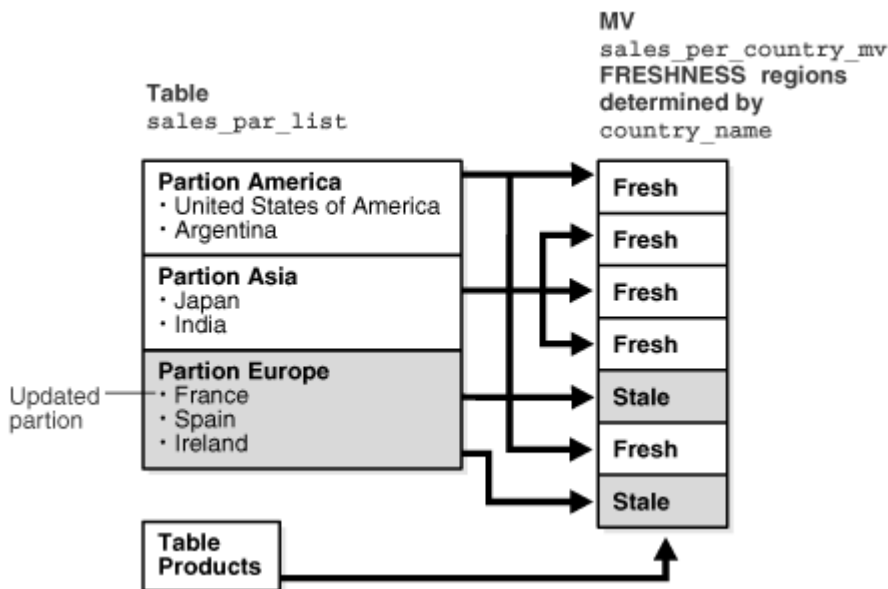 MV
sales_per_country_mv
FRESHNESS regions
determined by
country_name
Table
sales_par_list
Partion America
· United States of America
· Argentina
Partion Asia
· Japan
· India
Partion Europe
· France
· Spain
· Ireland
Updated
partion
Fresh
Fresh
Fresh
Fresh
Stale
Fresh
Stale
Table
Products